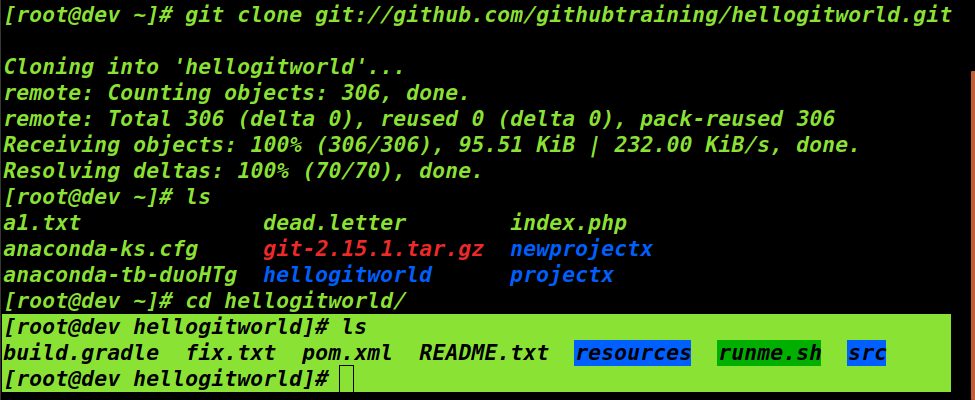 [root@dev ~]# git clone git://github.com/githubtraining/hellogitworld.git
Cloning into 'hellogitworld'...
remote: Counting objects: 306, done.
remote: Total 306 (delta 0), reused 0 (delta 0), pack-reused 306
Receiving objects: 100% (306/306), 95.51 KiB | 232.00 KiB/s, done.
Resolving deltas: 100% (70/70), done.
[root@dev ~]# ls
a1.txt dead.letter index.php
anaconda-ks.cfg git-2.15.1.tar.gz newprojectx
anaconda-tb-duoHTg hellogitworld projectx
[root@dev ~]# cd hellogitworld/
[root@dev hellogitworld]# ls
build.gradle fix.txt pom.xml README.txt resources runme.sh src
[root@dev hellogitworld]#